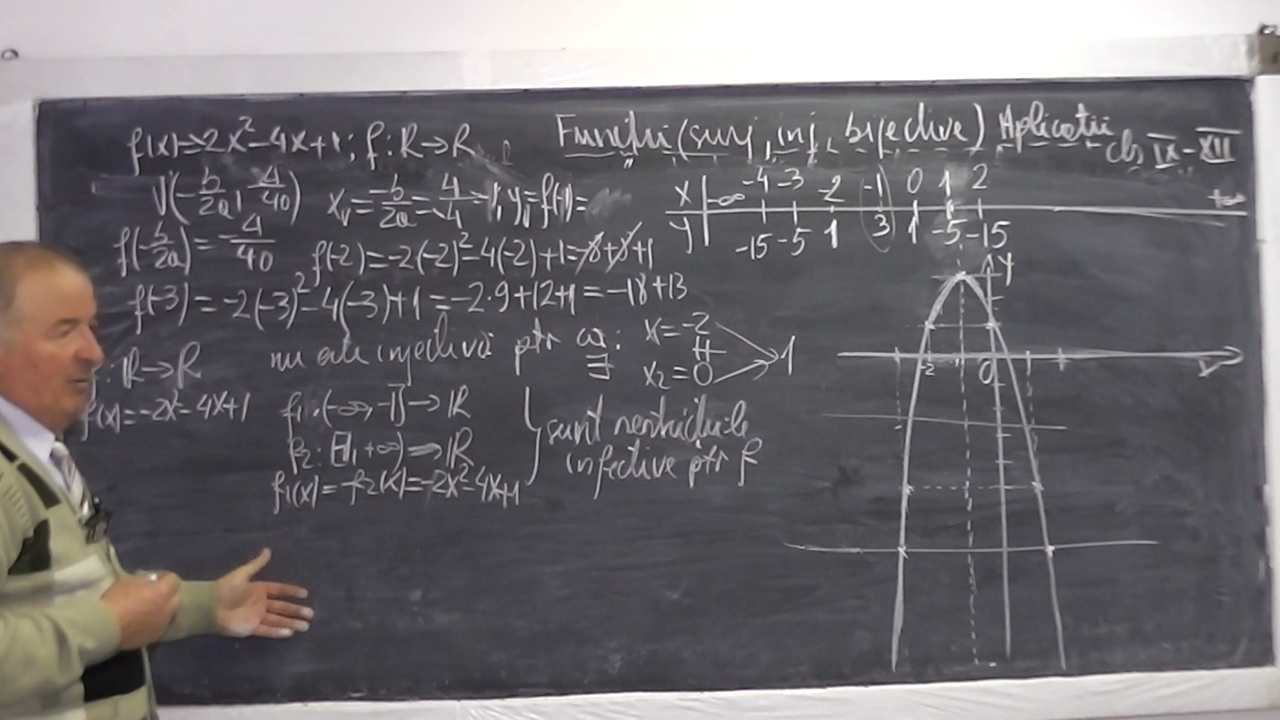 Funcții (surj, inj, bijective) Aplicații cls IX-XII
f(x)=-2x²-4x+1; f: R→R
V(-b/2a, -Δ/4a) x_V = -b/2a = 4/-4 = -1, y_V = f(-1) =
f(-b/2a) = -Δ/4a f(-2) = -2(-2)²-4(-2)+1 = -8+8+1
f(-3) = -2(-3)²-4(-3)+1 = -2·9+12+1 = -18+13
nu este injectivă ptr că: ∃ x = -2 ≠ x₂ = 0 → 1
f: R→R
f(x) = -2x²-4x+1
f₁: (-∞, -1] → R
f₂: [-1, +∞) → R
f₁(x) = f₂(x) = -2x²-4x+1
sunt restricțiile
injective ptr f
x | -∞ -4 -3 -2 -1 0 1 2 +∞
y | -15 -5 1 3 1 -5 -15
y
-2 0 x